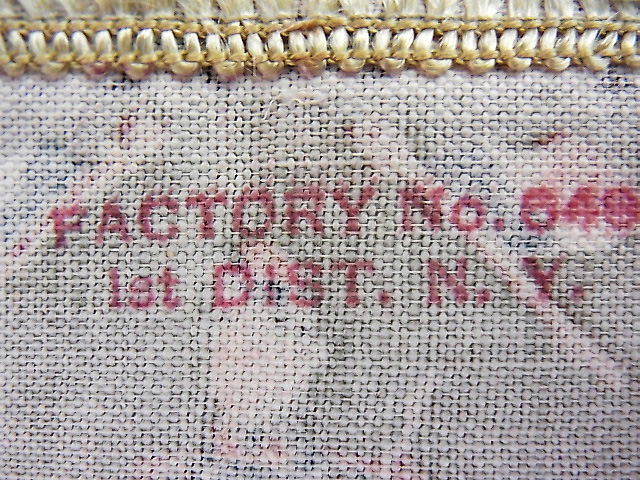 FACTORY No.
1st DIST. N. Y.